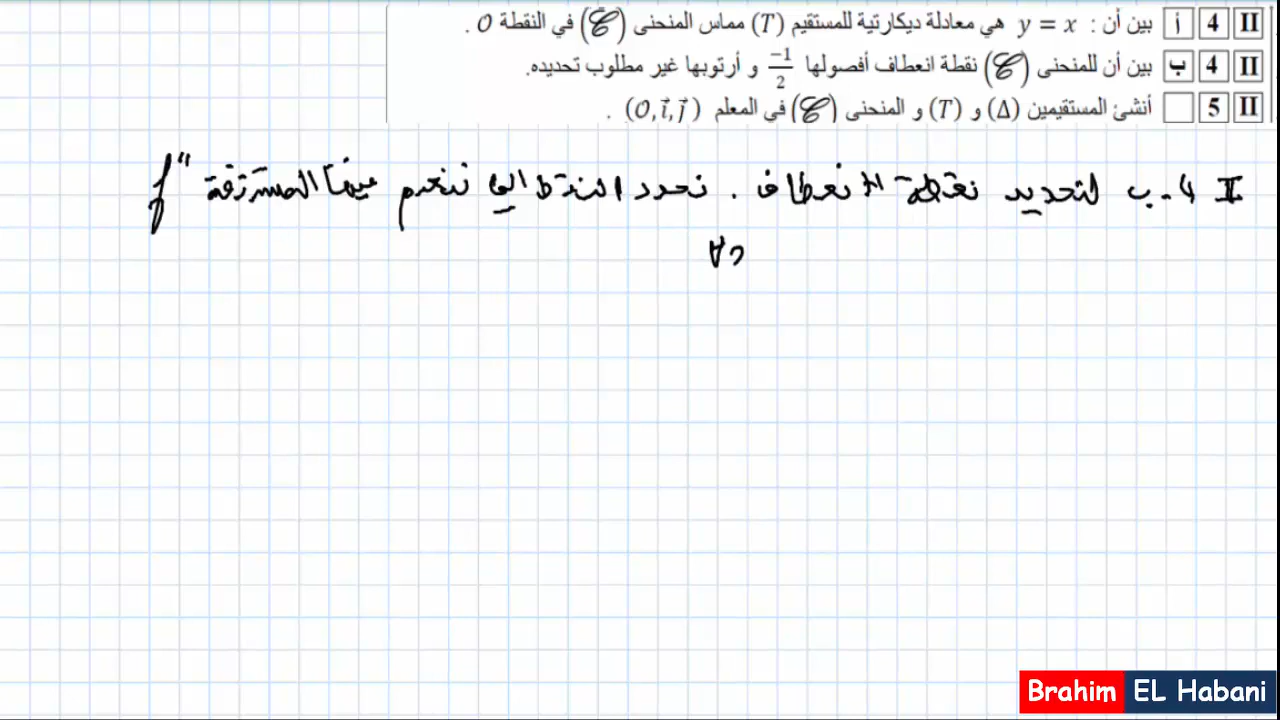 II 4 أ بين أن : y = x هي معادلة ديكارتية للمستقيم (T) مماس المنحنى (𝒞) في النقطة O .
II 4 ب بين أن للمنحنى (𝒞) نقطة انعطاف أفصولها -1/2 و أرتوبها غير مطلوب تحديده.
II 5 أنشئ المستقيمين (Δ) و (T) و المنحنى (𝒞) في المعلم (O, i⃗, j⃗) .
II 4 - ب لتحديد نقطة الانعطاف . نحدد النقط التي تنعدم فيها المشتقة f"
Brahim EL Habani